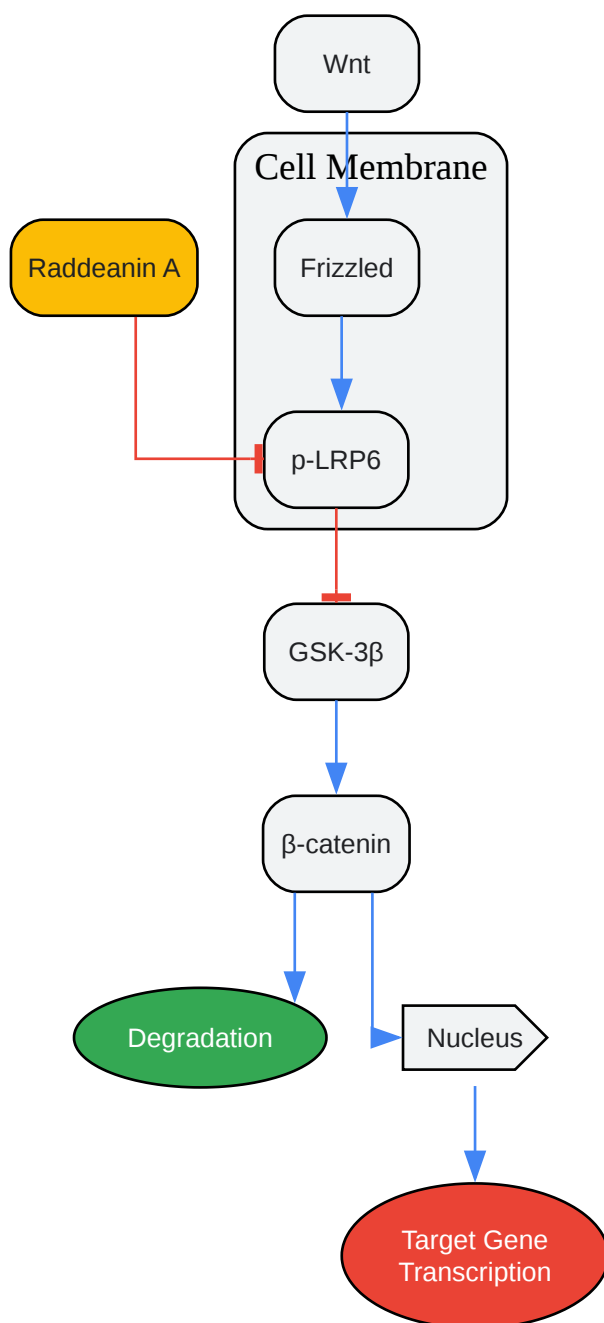 Wnt
Cell Membrane
Raddeanin A
Frizzled
p-LRP6
GSK-3β
β-catenin
Degradation
Nucleus
Target Gene
Transcription